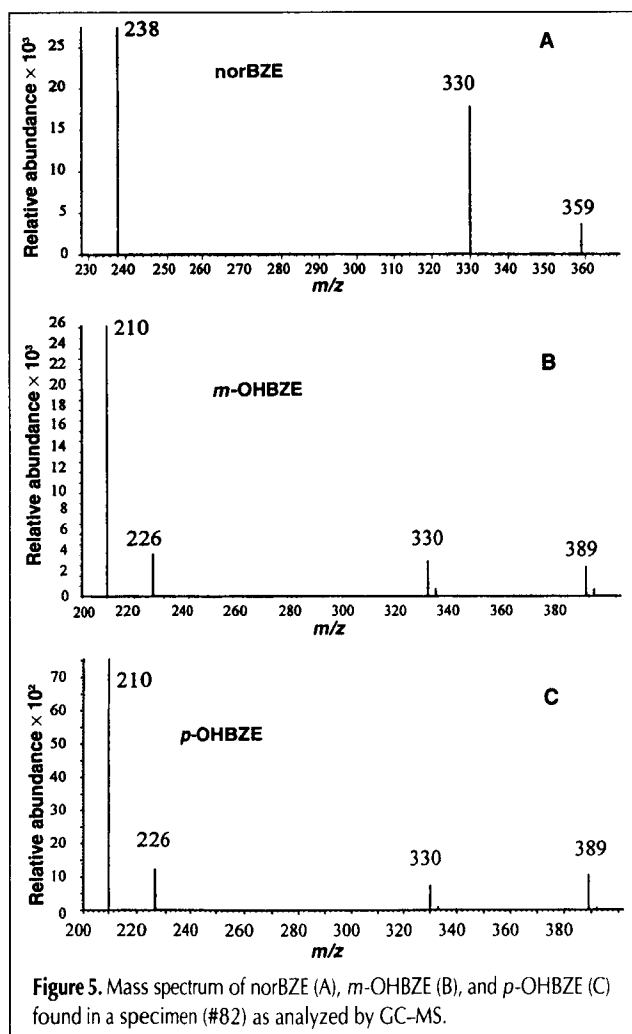 A
norBZE
238
330
359
Relative abundance × 10³
25
20
15
10
5
0
230 240 250 260 270 280 290 300 310 320 330 340 350 360
m/z
B
m-OHBZE
210
226
330
389
Relative abundance × 10³
26
24
22
20
18
16
14
12
10
8
6
4
2
0
200 220 240 260 280 300 320 340 360 380
m/z
C
p-OHBZE
210
226
330
389
Relative abundance × 10²
70
60
50
40
30
20
10
0
200 220 240 260 280 300 320 340 360 380
m/z
Figure 5. Mass spectrum of norBZE (A), m-OHBZE (B), and p-OHBZE (C)
found in a specimen (#82) as analyzed by GC–MS.